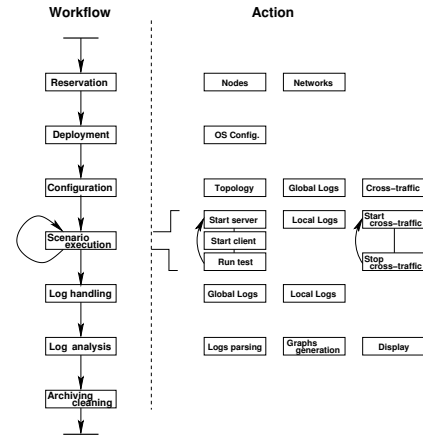 Workflow Action
Reservation Nodes Networks
Deployment OS Config.
Configuration Topology Global Logs Cross−traffic
Start server Local Logs Start cross−traffic
Scenario execution Start client
Run test Stop cross−traffic
Log handling Global Logs Local Logs
Log analysis Logs parsing Graphs generation Display
Archiving cleaning